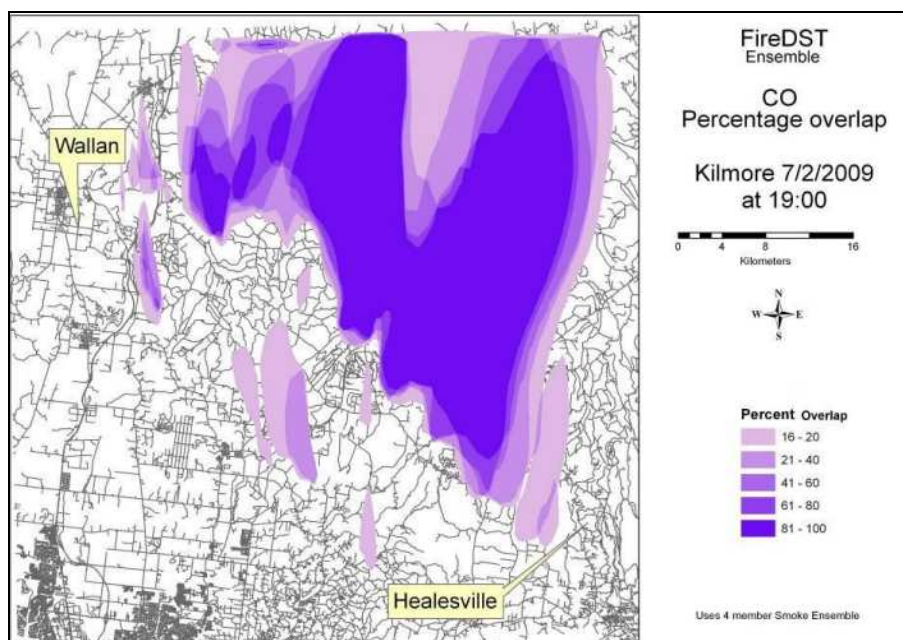 Wallan
Healesville
FireDST
Ensemble
CO
Percentage overlap
Kilmore 7/2/2009
at 19:00
0 4 8 16
Kilometers
N
W E
S
Percent Overlap
16 - 20
21 - 40
41 - 60
61 - 80
81 - 100
Uses 4 member Smoke Ensemble